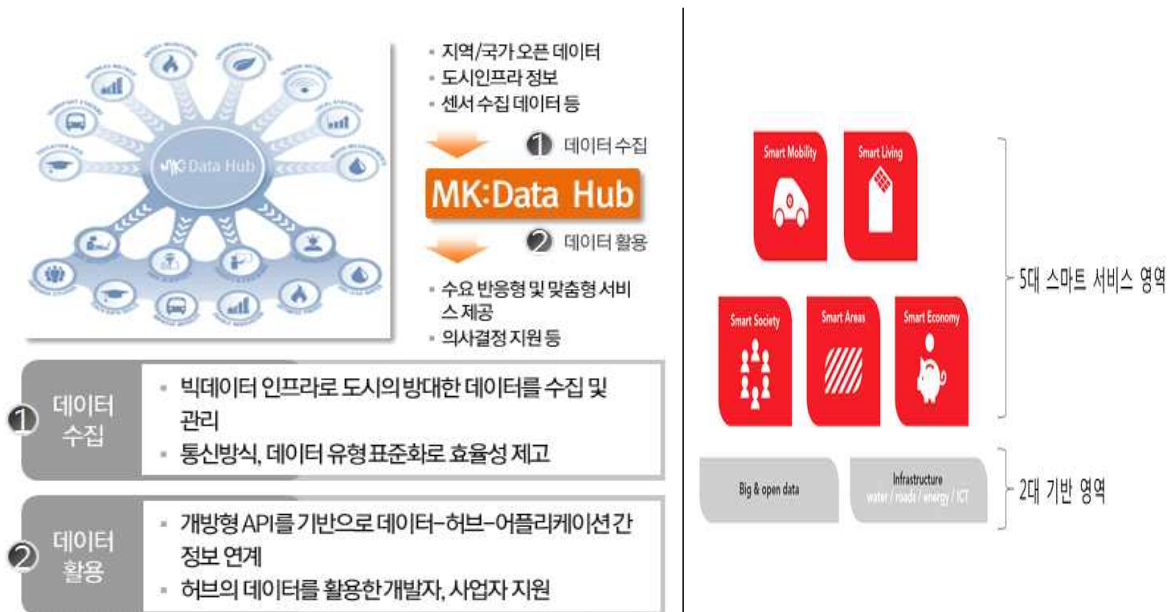 MK:Data Hub
▪ 지역/국가 오픈 데이터
▪ 도시인프라 정보
▪ 센서 수집 데이터 등
1 데이터 수집
MK:Data Hub
2 데이터 활용
▪ 수요 반응형 및 맞춤형 서비
스 제공
▪ 의사결정 지원 등
1 데이터
수집
▪ 빅데이터 인프라로 도시의 방대한 데이터를 수집 및
관리
▪ 통신방식, 데이터 유형 표준화로 효율성 제고
2 데이터
활용
▪ 개방형 API를 기반으로 데이터-허브-어플리케이션 간
정보 연계
▪ 허브의 데이터를 활용한 개발자, 사업자 지원
Smart Mobility
Smart Living
Smart Society
Smart Areas
Smart Economy
5대 스마트 서비스 영역
Big & open data
Infrastructure
water / roads / energy / ICT
2대 기반 영역